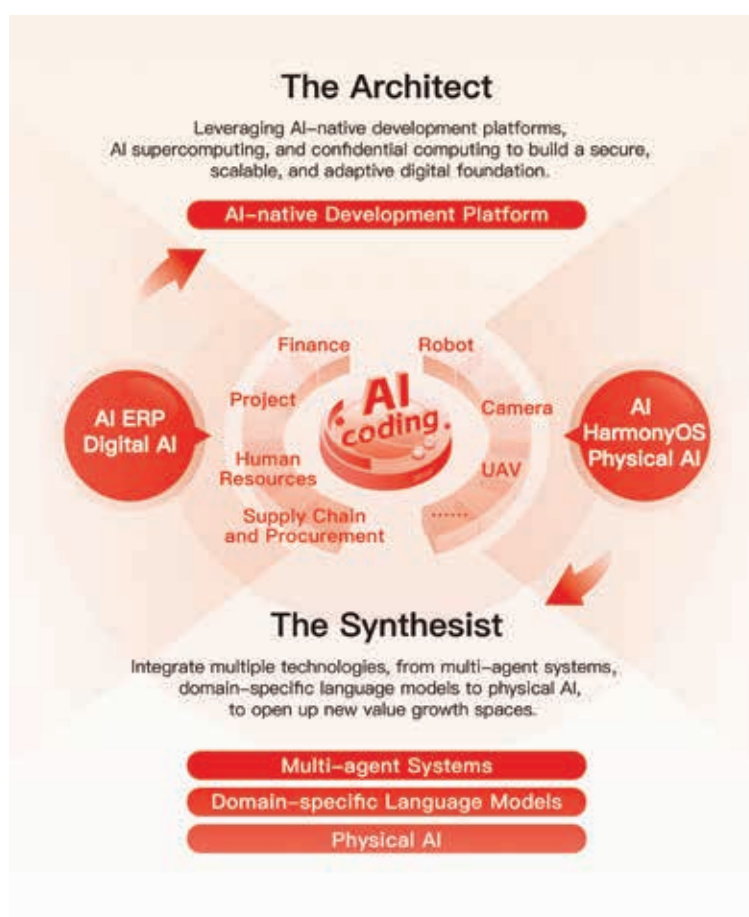 The Architect
Leveraging AI-native development platforms,
AI supercomputing, and confidential computing to build a secure,
scalable, and adaptive digital foundation.
AI-native Development Platform
Finance
Robot
AI
coding
Project
Camera
AI ERP
Digital AI
AI
HarmonyOS
Physical AI
Human
Resources
UAV
Supply Chain
and Procurement
......
The Synthesist
Integrate multiple technologies, from multi-agent systems,
domain-specific language models to physical AI,
to open up new value growth spaces.
Multi-agent Systems
Domain-specific Language Models
Physical AI